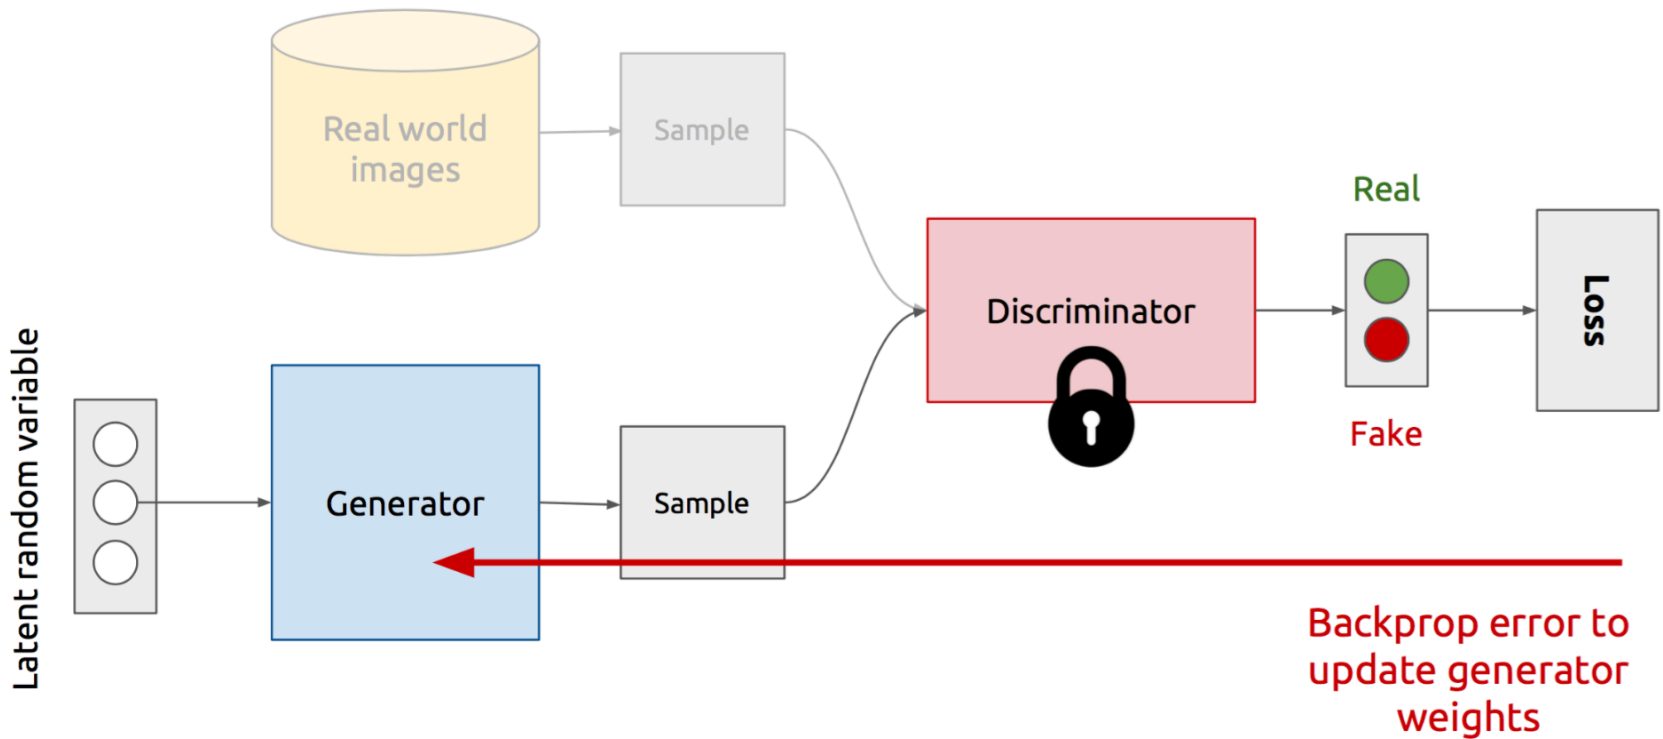 Real world
images
Sample
Real
Discriminator
Loss
Fake
Latent random variable
Generator
Sample
Backprop error to
update generator
weights